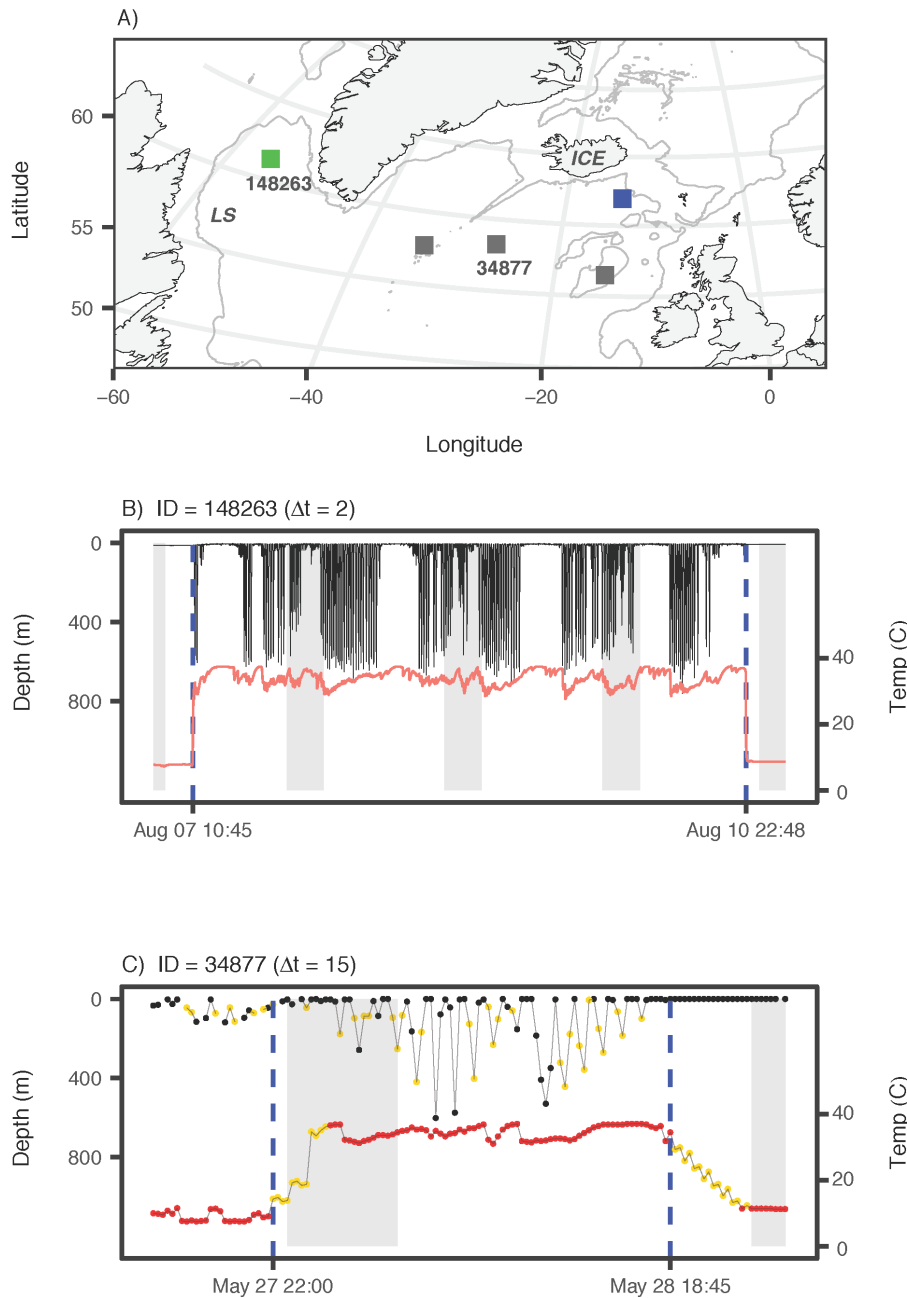 A)
60
55
50
Latitude
148263
LS
ICE
34877
−60
−40
−20
0
Longitude
B) ID = 148263 (Δt = 2)
0
400
800
Depth (m)
40
20
0
Temp (C)
Aug 07 10:45
Aug 10 22:48
C) ID = 34877 (Δt = 15)
0
400
800
Depth (m)
40
20
0
Temp (C)
May 27 22:00
May 28 18:45